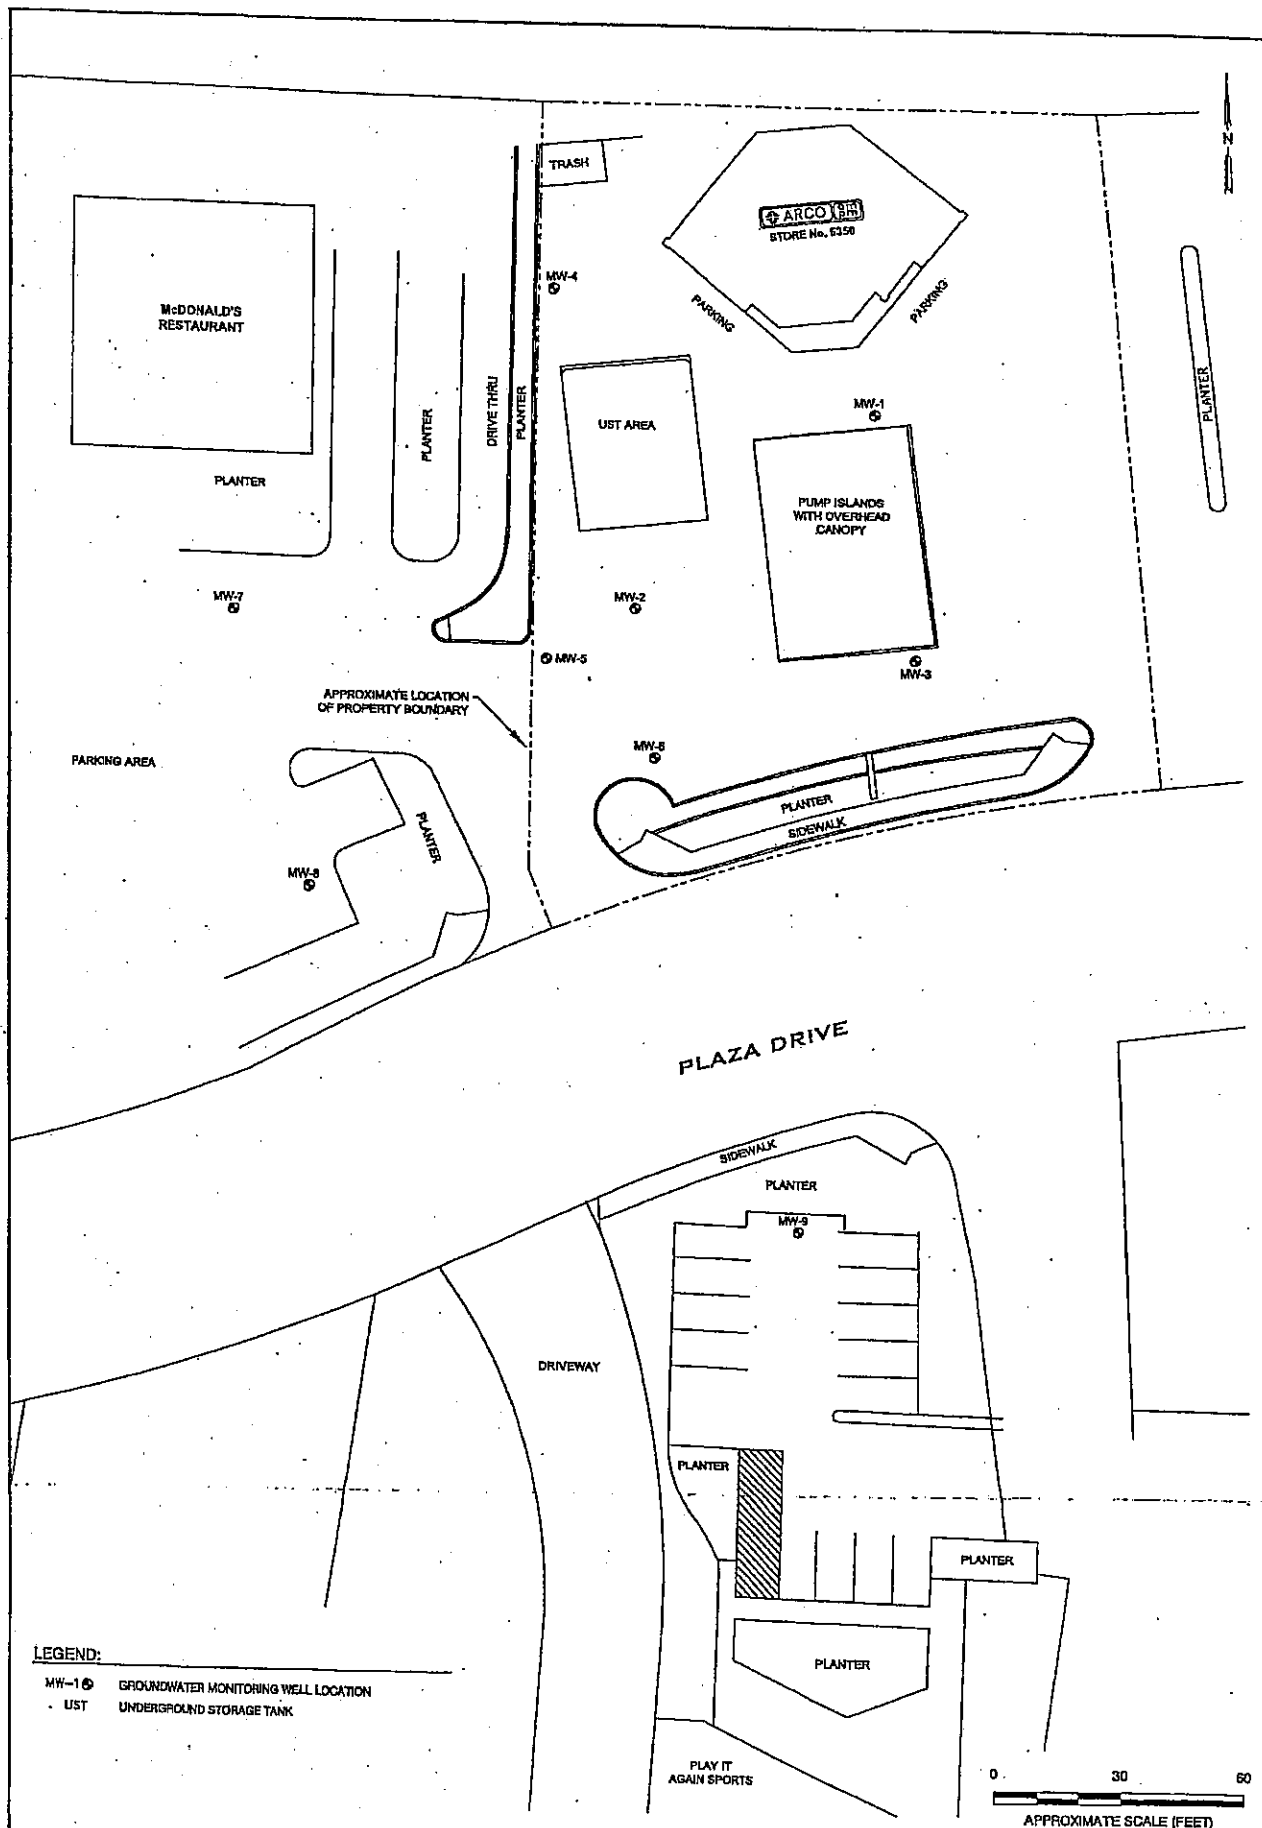 N
TRASH
ARCO
STORE No. 5350
MW-4
McDONALD'S
RESTAURANT
PARKING
PARKING
DRIVE THRU
PLANTER
PLANTER
PLANTER
MW-1
UST AREA
PLANTER
PUMP ISLANDS
WITH OVERHEAD
CANOPY
MW-7
MW-2
MW-5
MW-3
APPROXIMATE LOCATION
OF PROPERTY BOUNDARY
MW-6
PARKING AREA
PLANTER
PLANTER
SIDEWALK
MW-8
PLAZA DRIVE
SIDEWALK
PLANTER
MW-9
DRIVEWAY
PLANTER
PLANTER
PLANTER
LEGEND:
MW-1 GROUNDWATER MONITORING WELL LOCATION
UST UNDERGROUND STORAGE TANK
PLAY IT
AGAIN SPORTS
0 30 60
APPROXIMATE SCALE (FEET)